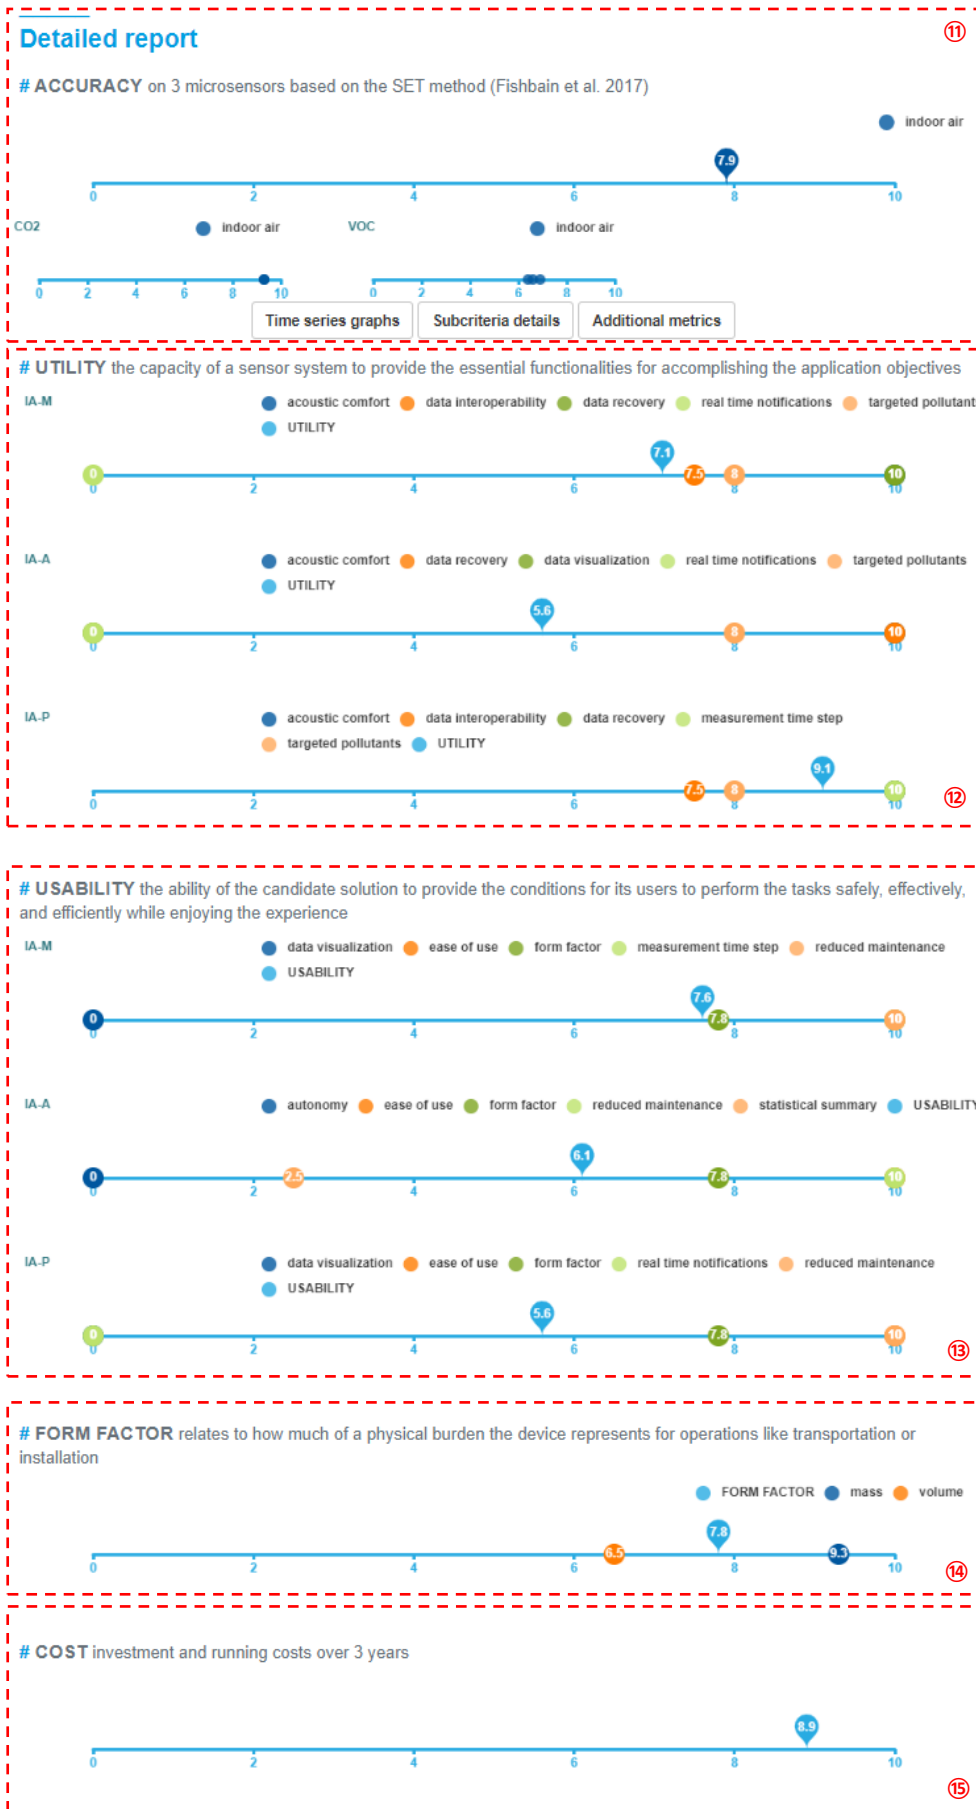 Detailed report
⑪
# ACCURACY on 3 microsensors based on the SET method (Fishbain et al. 2017)
indoor air
7.9
0 2 4 6 8 10
CO2 indoor air VOC indoor air
0 2 4 6 8 10 0 2 4 6 8 10
Time series graphs Subcriteria details Additional metrics
# UTILITY the capacity of a sensor system to provide the essential functionalities for accomplishing the application objectives
IA-M acoustic comfort data interoperability data recovery real time notifications targeted pollutant
UTILITY
7.1
0 7.5 8 10
0 2 4 6 8 10
IA-A acoustic comfort data recovery data visualization real time notifications targeted pollutants
UTILITY
5.6
0 8 10
0 2 4 6 8 10
IA-P acoustic comfort data interoperability data recovery measurement time step
targeted pollutants UTILITY
9.1
7.5 8 10
0 2 4 6 8 10
⑫
# USABILITY the ability of the candidate solution to provide the conditions for its users to perform the tasks safely, effectively,
and efficiently while enjoying the experience
IA-M data visualization ease of use form factor measurement time step reduced maintenance
USABILITY
7.6
0 7.8 10
0 2 4 6 8 10
IA-A autonomy ease of use form factor reduced maintenance statistical summary USABILITY
6.1
0 2.5 7.8 10
0 2 4 6 8 10
IA-P data visualization ease of use form factor real time notifications reduced maintenance
USABILITY
5.6
0 7.8 10
0 2 4 6 8 10
⑬
# FORM FACTOR relates to how much of a physical burden the device represents for operations like transportation or
installation
FORM FACTOR mass volume
7.8
6.5 9.3
0 2 4 6 8 10
⑭
# COST investment and running costs over 3 years
8.9
0 2 4 6 8 10
⑮